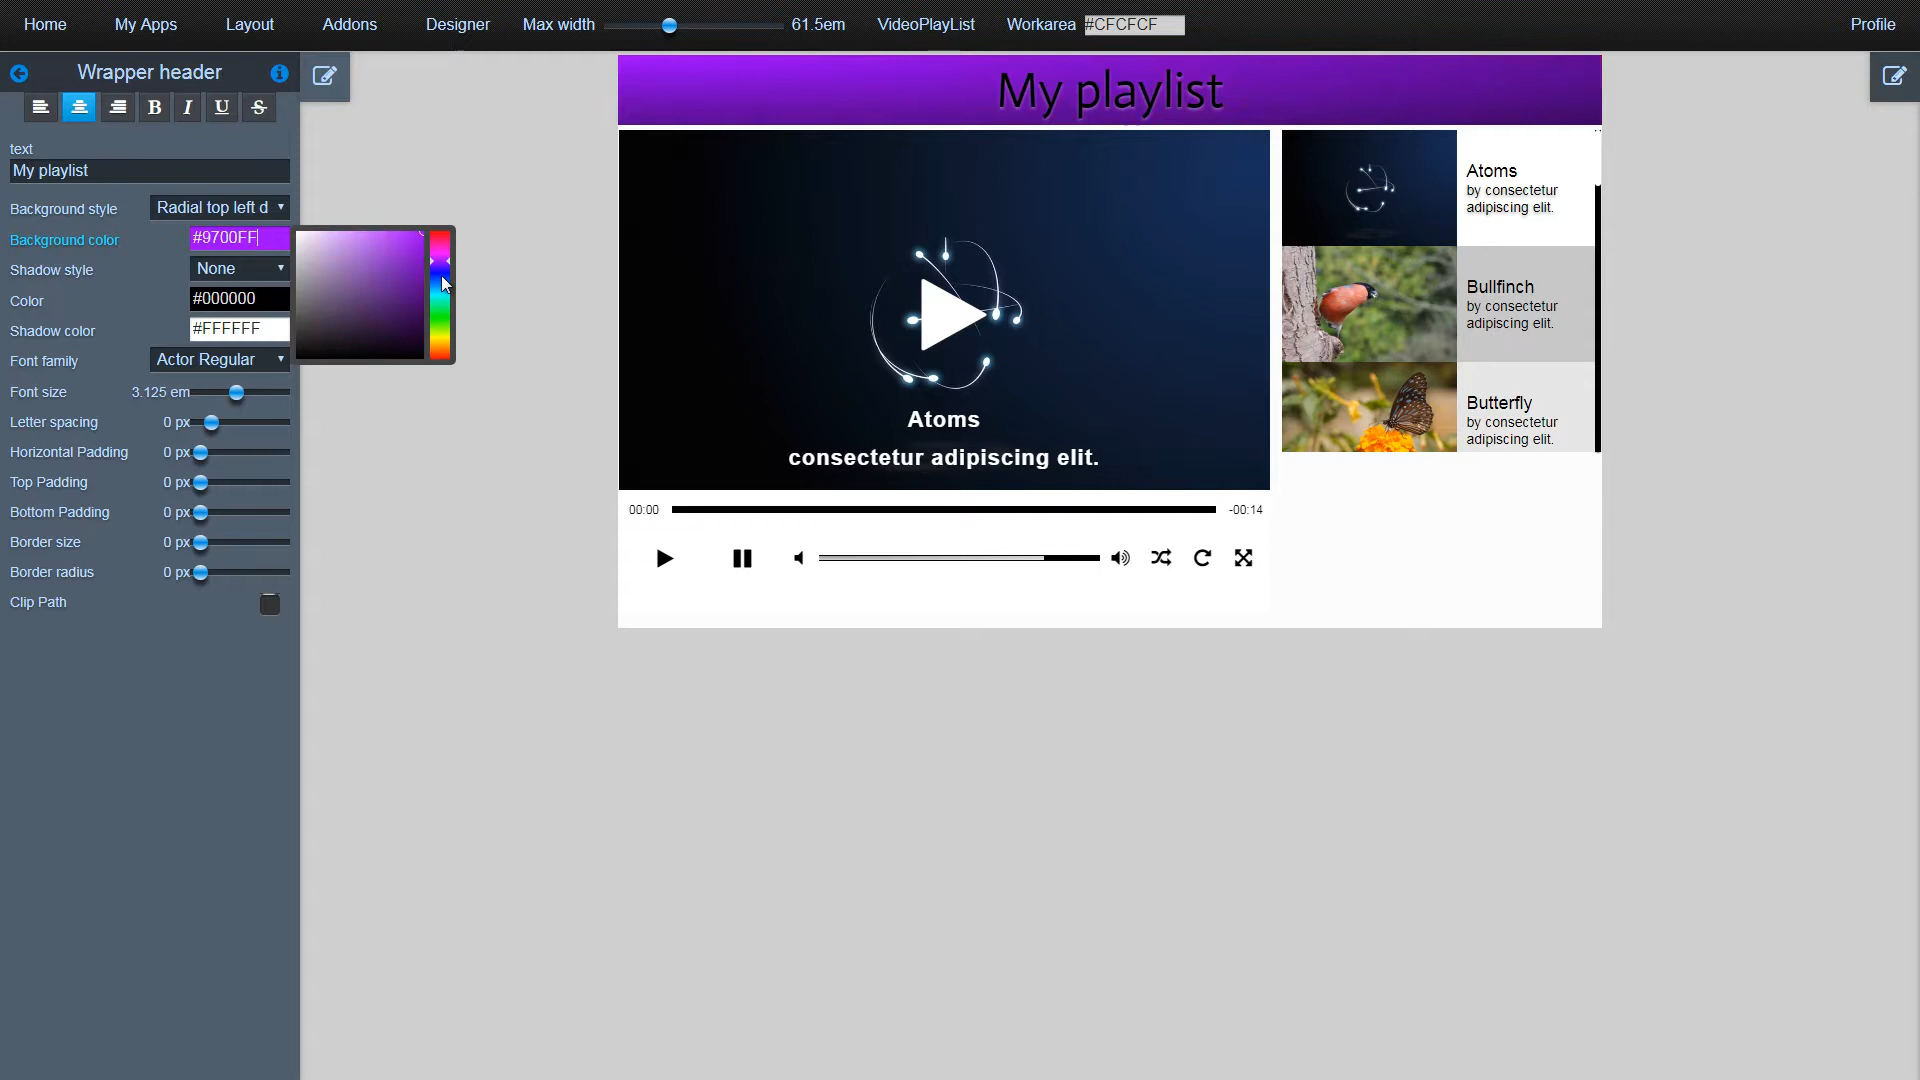 Home My Apps Layout Addons Designer Max width 61.5em VideoPlayList Workarea #CFCFCF Profile
Wrapper header
B I U S
text
My playlist
Background style Radial top left d
Background color #9700FF
Shadow style None
Color #000000
Shadow color #FFFFFF
Font family Actor Regular
Font size 3.125 em
Letter spacing 0 px
Horizontal Padding 0 px
Top Padding 0 px
Bottom Padding 0 px
Border size 0 px
Border radius 0 px
Clip Path
My playlist
Atoms
consectetur adipiscing elit.
00:00 -00:14
Atoms
by consectetur
adipiscing elit.
Bullfinch
by consectetur
adipiscing elit.
Butterfly
by consectetur
adipiscing elit.